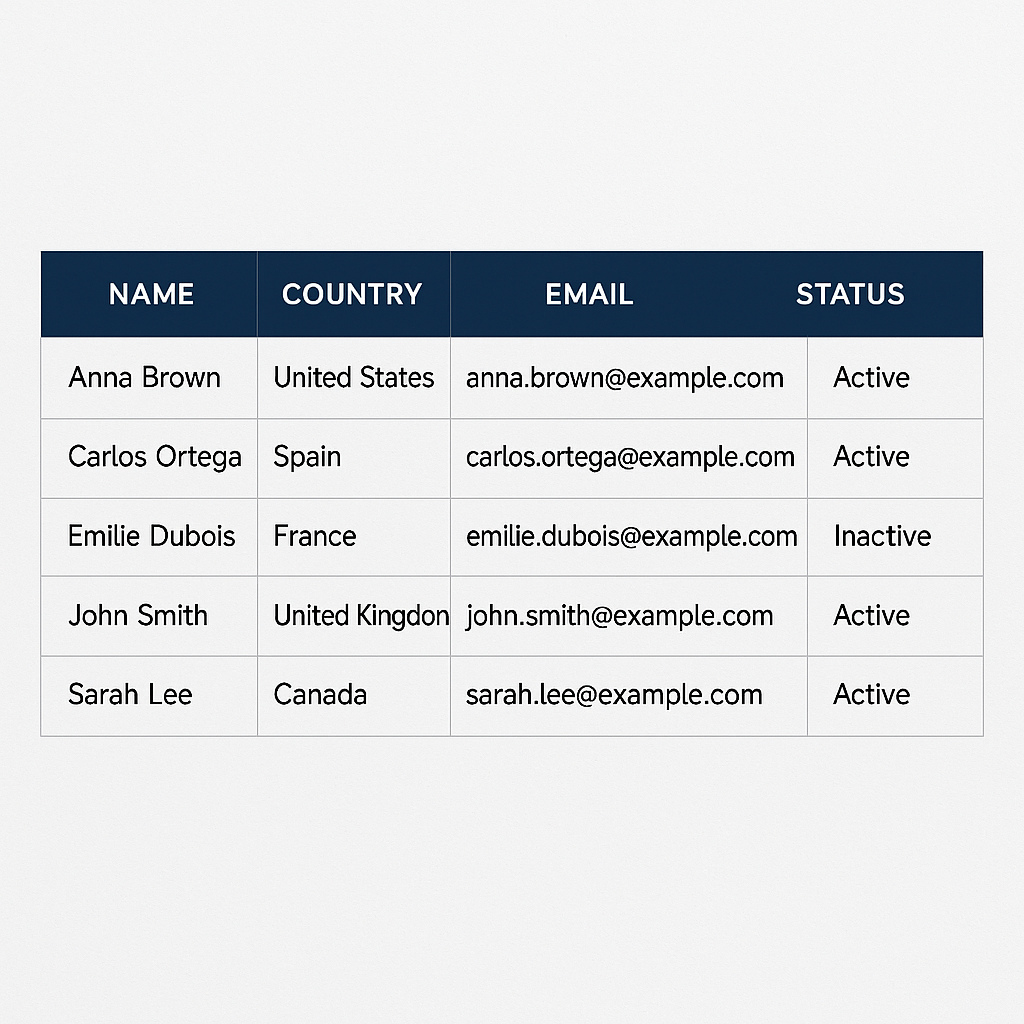 NAME COUNTRY EMAIL STATUS
Anna Brown United States anna.brown@example.com Active
Carlos Ortega Spain carlos.ortega@example.com Active
Emilie Dubois France emilie.dubois@example.com Inactive
John Smith United Kingdon john.smith@example.com Active
Sarah Lee Canada sarah.lee@example.com Active